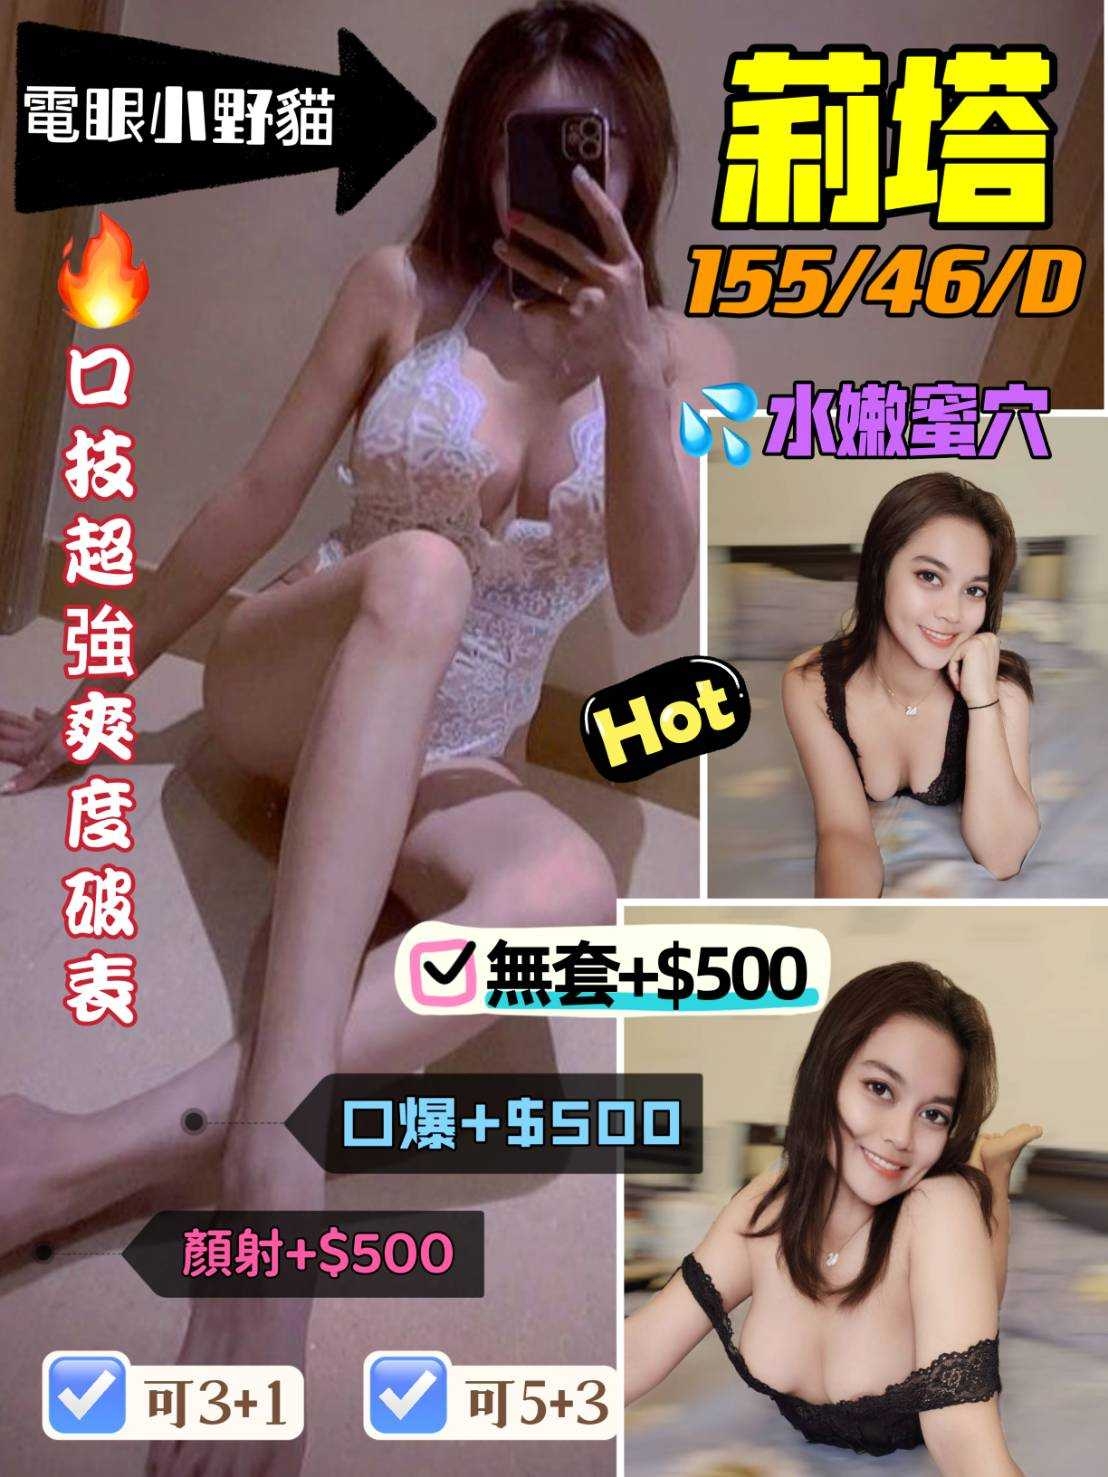 電眼小野貓
莉塔
155/46/D
水嫩蜜穴
口技超強爽度破表
Hot
無套+$500
口爆+$500
顏射+$500
可3+1
可5+3